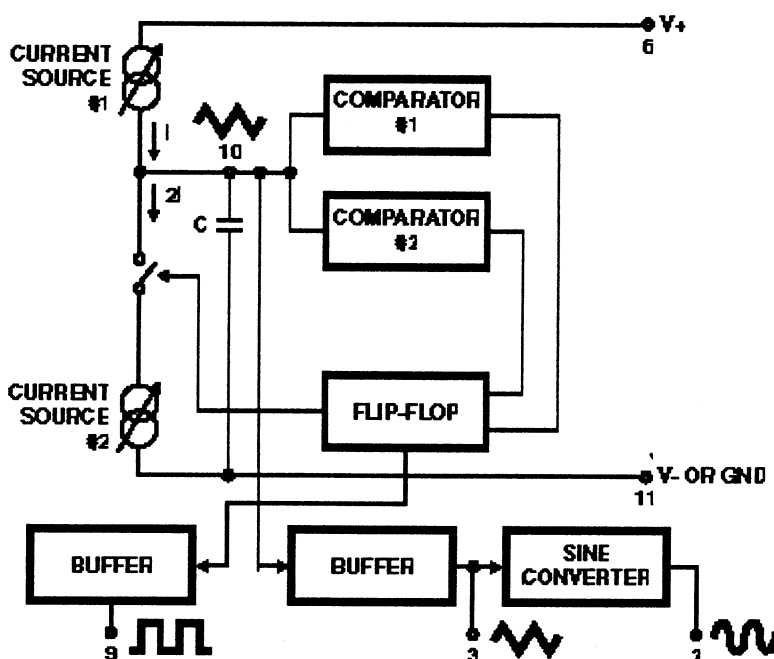 CURRENT
SOURCE
#1
V+
6
COMPARATOR
#1
I
10
2I
C
COMPARATOR
#2
CURRENT
SOURCE
#2
FLIP-FLOP
V- OR GND
11
BUFFER
BUFFER
SINE
CONVERTER
9
3
2